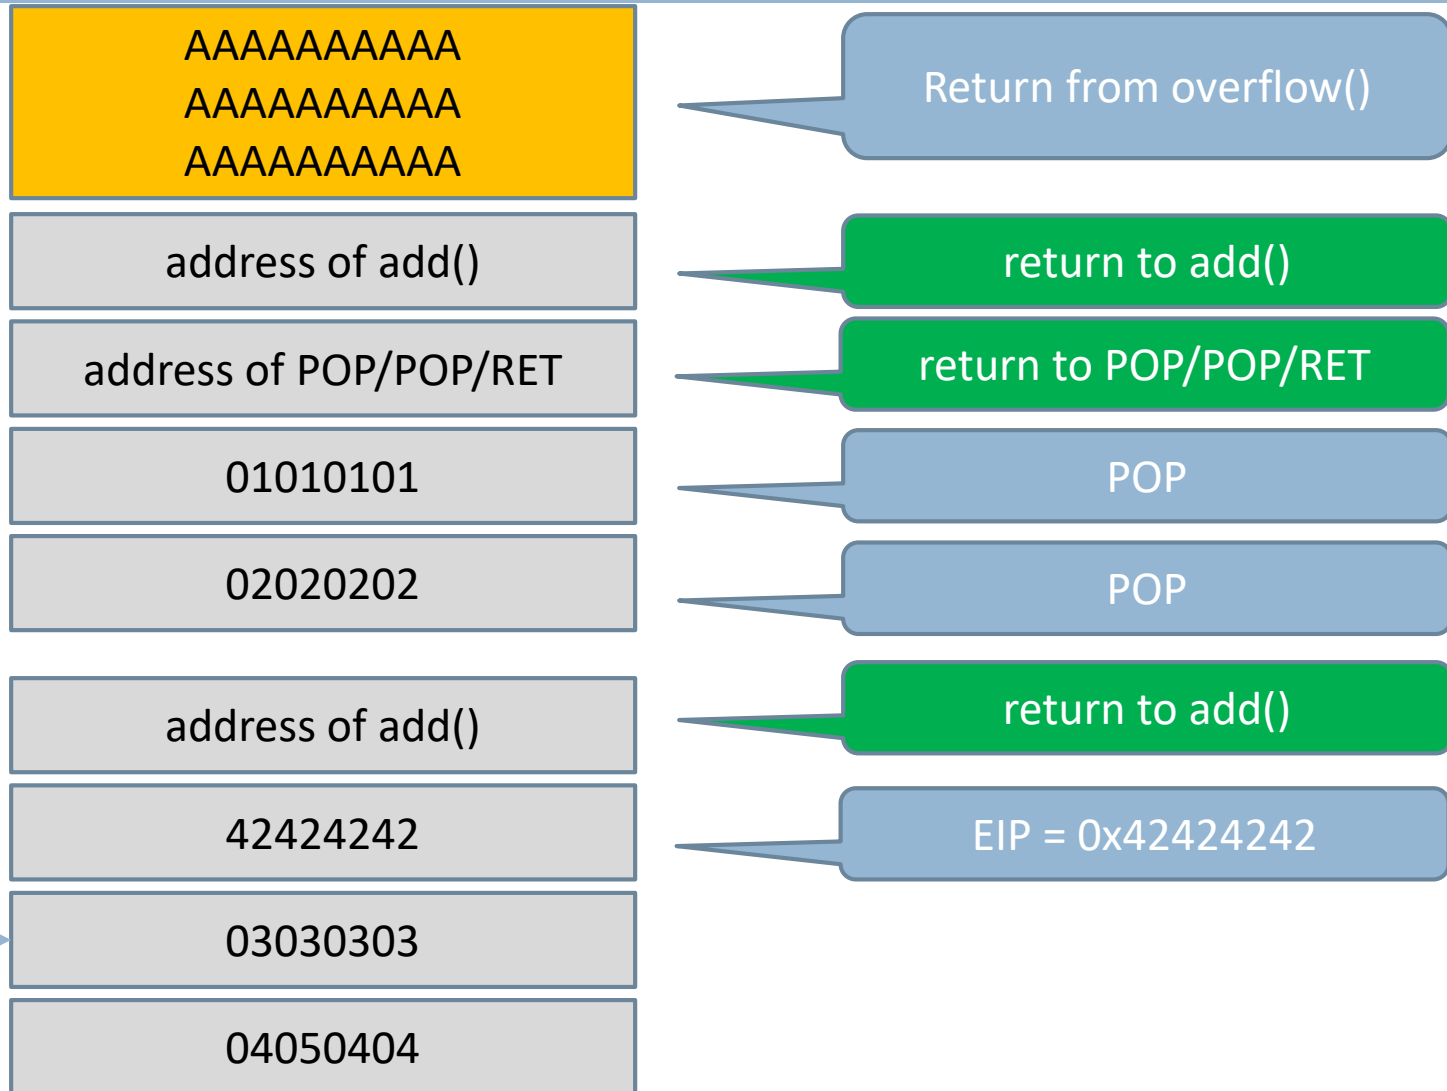 AAAAAAAAAA
AAAAAAAAAA
AAAAAAAAAA
Return from overflow()
address of add()
return to add()
address of POP/POP/RET
return to POP/POP/RET
01010101
POP
02020202
POP
address of add()
return to add()
42424242
EIP = 0x42424242
03030303
04050404